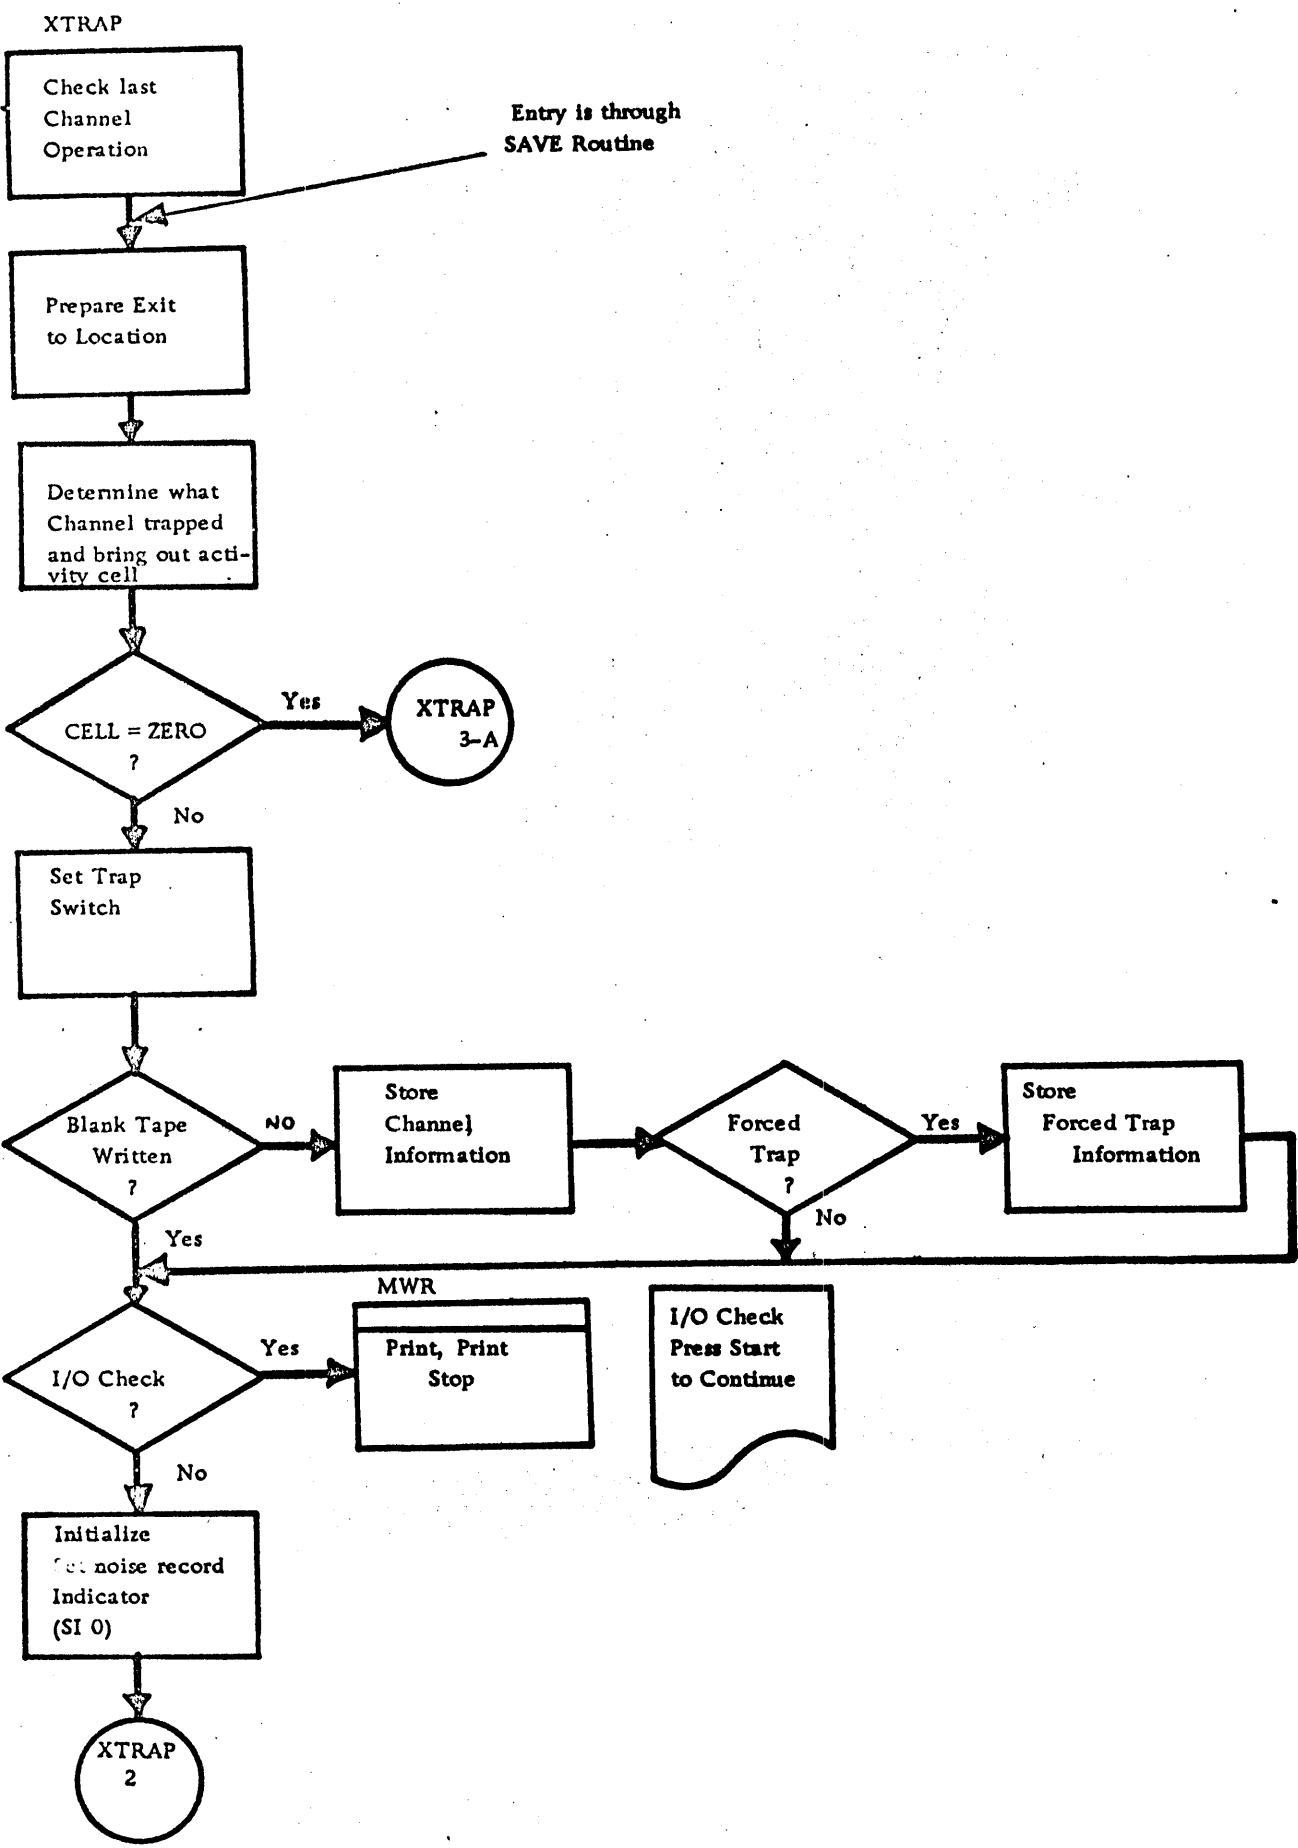 XTRAP
Check last
Channel
Operation
Entry is through
SAVE Routine
Prepare Exit
to Location
Determine what
Channel trapped
and bring out acti-
vity cell
CELL = ZERO
?
Yes
XTRAP
3-A
No
Set Trap
Switch
Blank Tape
Written
?
NO
Store
Channel
Information
Forced
Trap
?
Yes
Store
Forced Trap
Information
No
Yes
I/O Check
?
Yes
MWR
Print, Print
Stop
I/O Check
Press Start
to Continue
No
Initialize
Set noise record
Indicator
(SI 0)
XTRAP
2